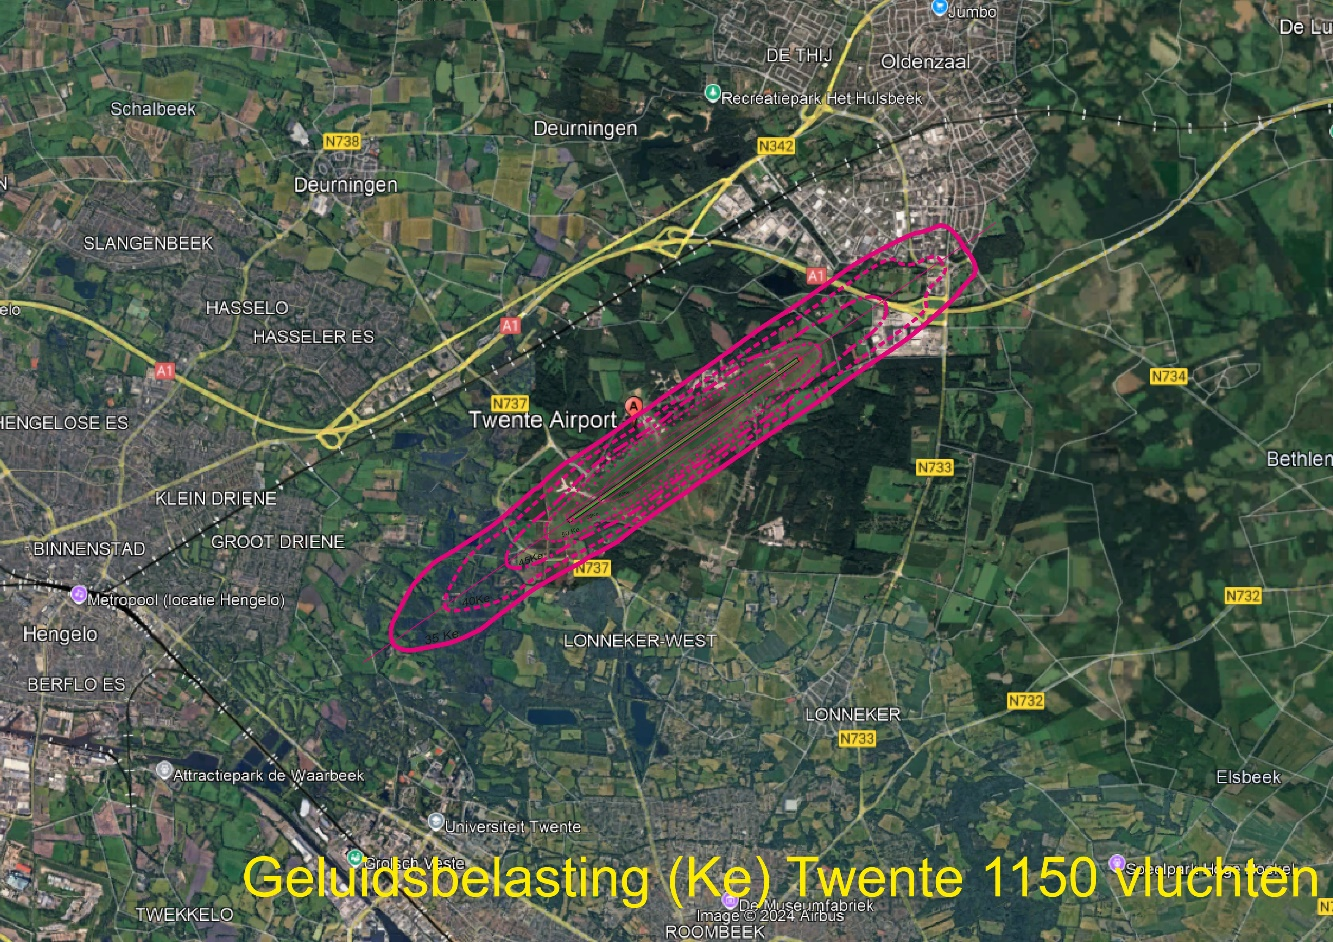 Jumbo
De Lu
DE THIJ
Oldenzaal
Recreatiepark Het Hulsbeek
Schalbeek
Deurningen
N738
N342
N
Deurningen
SLANGENBEEK
A1
HASSELO
elo
A1
HASSELER ES
A1
N734
N737
Twente Airport
A
HENGELOSE ES
Bethlen
N733
KLEIN DRIENE
GROOT DRIENE
BINNENSTAD
45Ke
N737
Metropool (locatie Hengelo)
40Ke
N732
35 Ke
Hengelo
LONNEKER-WEST
BERFLO ES
N732
LONNEKER
N733
Attractiepark de Waarbeek
Elsbeek
Universiteit Twente
Grolsch Veste
Geluidsbelasting (Ke) Twente 1150 vluchten
De Museumfabriek
N7
TWEKKELO
Image © 2024 Airbus
ROOMBEEK